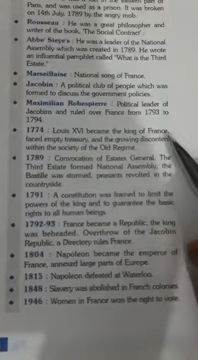 Paris, and was used as a prison. It was broken
on 14th July, 1789 by the angry mob.
• Rousseau : He was a great philosopher and
writer of the book, 'The Social Contract'.
• Abbe Sieye's : He was a leader of the National
Assembly which was created in 1789. He wrote
an influential pamphlet called "What is the Third
Estate."
• Marseillaise : National song of France.
• Jacobin : A political club of people which was
formed to discuss the government policies.
• Maximilian Robespierre : Political leader of
Jacobins and ruled over France from 1793 to
1794.
• 1774 : Louis XVI became the king of France,
faced empty treasury, and the growing discontent
within the society of the Old Regime.
• 1789 : Convocation of Estates General, The
Third Estate formed National Assembly, the
Bastille was stormed, peasants revolted in the
countryside.
• 1791 : A constitution was framed to limit the
powers of the king and to guarantee the basic
rights to all human beings.
• 1792-93 : France became a Republic, the king
was beheaded. Overthrow of the Jacobin
Republic, a Directory rules France.
• 1804 : Napoleon became the emperor of
France, annexed large parts of Europe.
• 1815 : Napoleon defeated at Waterloo.
• 1848 : Slavery was abolished in French colonies.
• 1946 : Women in France won the right to vote